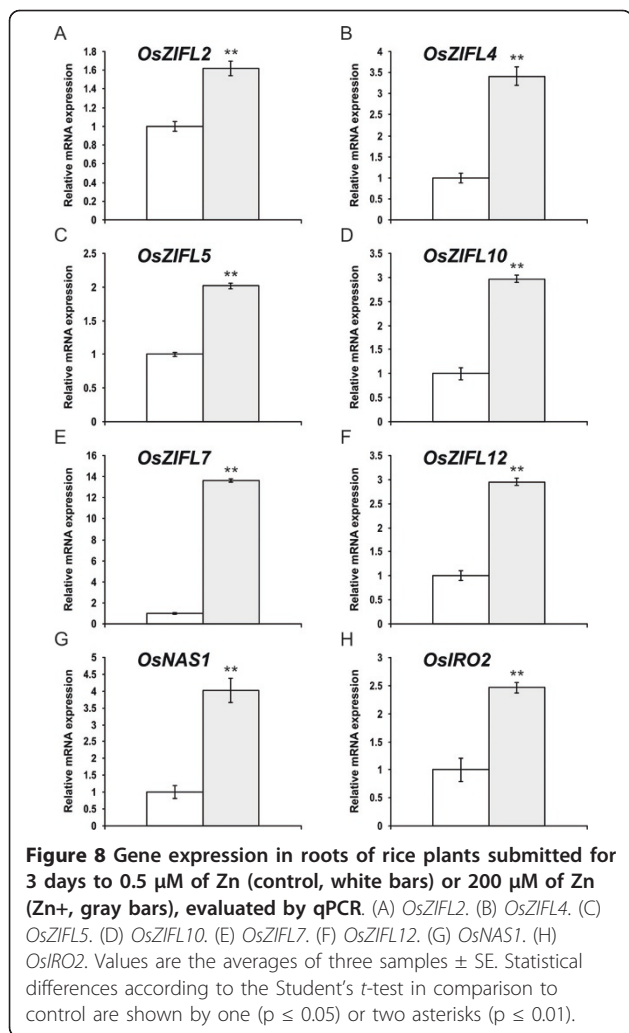 A
OsZIFL2
**
Relative mRNA expression
1.8
1.6
1.4
1.2
1
0.8
0.6
0.4
0.2
0
B
OsZIFL4
**
Relative mRNA expression
4
3.5
3
2.5
2
1.5
1
0.5
0
C
OsZIFL5
**
Relative mRNA expression
2.5
2
1.5
1
0.5
0
D
OsZIFL10
**
Relative mRNA expression
3.5
3
2.5
2
1.5
1
0.5
0
E
OsZIFL7
**
Relative mRNA expression
16
14
12
10
8
6
4
2
0
F
OsZIFL12
**
Relative mRNA expression
3.5
3
2.5
2
1.5
1
0.5
0
G
OsNAS1
**
Relative mRNA expression
5
4.5
4
3.5
3
2.5
2
1.5
1
0.5
0
H
OsIRO2
**
Relative mRNA expression
3
2.5
2
1.5
1
0.5
0
Figure 8 Gene expression in roots of rice plants submitted for
3 days to 0.5 μM of Zn (control, white bars) or 200 μM of Zn
(Zn+, gray bars), evaluated by qPCR. (A) OsZIFL2. (B) OsZIFL4. (C)
OsZIFL5. (D) OsZIFL10. (E) OsZIFL7. (F) OsZIFL12. (G) OsNAS1. (H)
OsIRO2. Values are the averages of three samples ± SE. Statistical
differences according to the Student's t-test in comparison to
control are shown by one (p ≤ 0.05) or two asterisks (p ≤ 0.01).